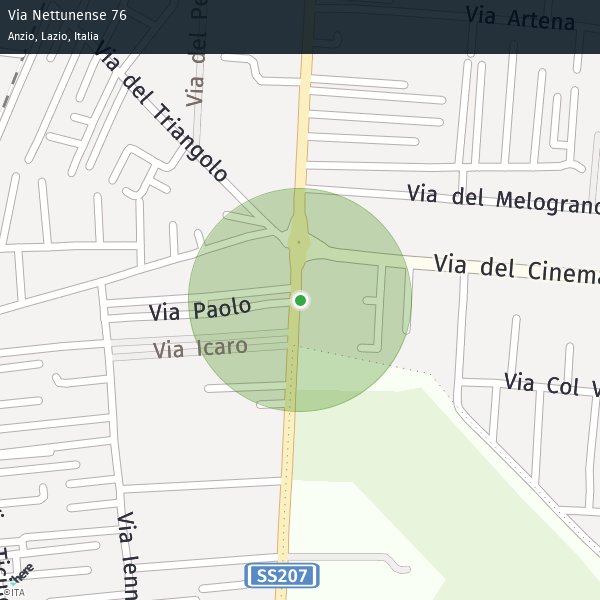 Via Nettunense 76
Anzio, Lazio, Italia
Via Artena
Via del Pe
Via del Triangolo
Via del Melograno
Via del Cinema
Via Paolo
Via Icaro
Via Col V
Via Ienn
SS207
here
©ITA